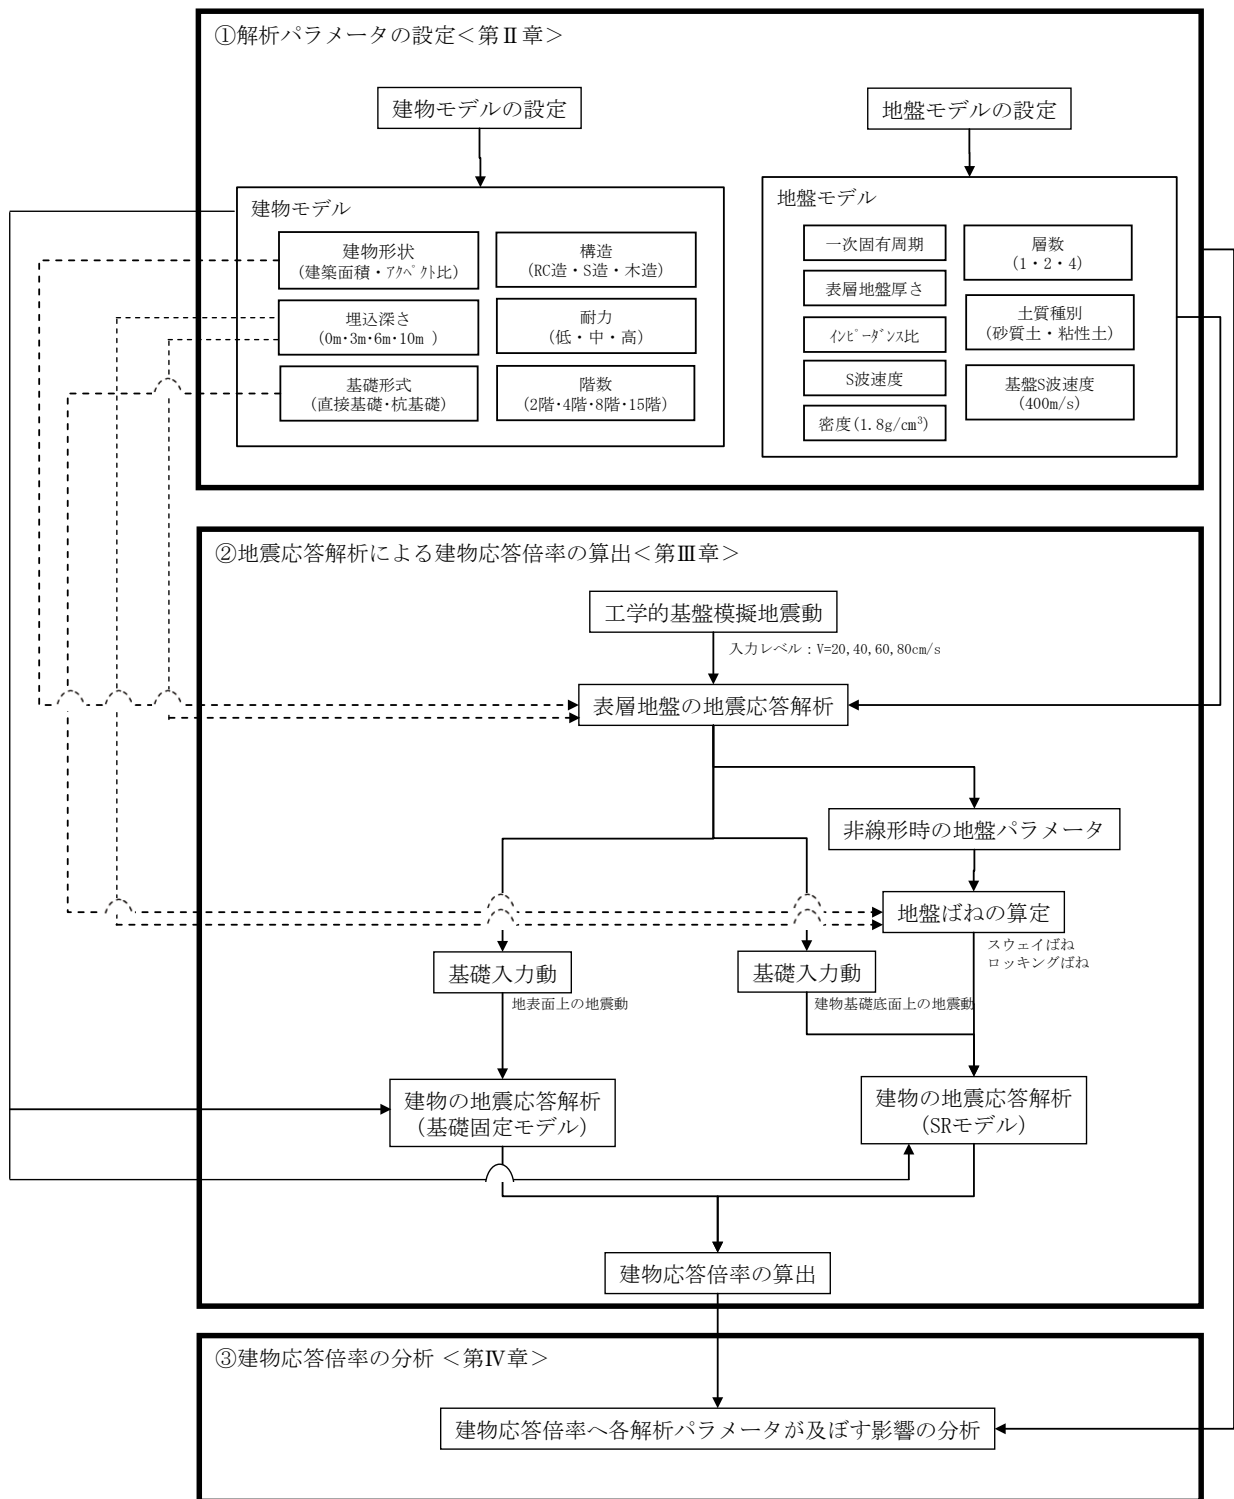 ①解析パラメータの設定＜第Ⅱ章＞
建物モデルの設定
地盤モデルの設定
建物モデル
建物形状
(建築面積・ｱｸﾍﾟｸﾄ比)
構造
(RC造・S造・木造)
埋込深さ
(0m･3m･6m･10m )
耐力
(低・中・高)
基礎形式
(直接基礎･杭基礎)
階数
(2階･4階･8階･15階)
地盤モデル
一次固有周期
層数
(1・2・4)
表層地盤厚さ
土質種別
(砂質土・粘性土)
ｲﾝﾋﾟｰﾀﾞﾝｽ比
S波速度
基盤S波速度
(400m/s)
密度(1.8g/cm³)
②地震応答解析による建物応答倍率の算出＜第Ⅲ章＞
工学的基盤模擬地震動
入力レベル：V=20,40,60,80cm/s
表層地盤の地震応答解析
非線形時の地盤パラメータ
地盤ばねの算定
スウェイばね
ロッキングばね
基礎入力動
地表面上の地震動
基礎入力動
建物基礎底面上の地震動
建物の地震応答解析
(基礎固定モデル)
建物の地震応答解析
(SRモデル)
建物応答倍率の算出
③建物応答倍率の分析 ＜第Ⅳ章＞
建物応答倍率へ各解析パラメータが及ぼす影響の分析